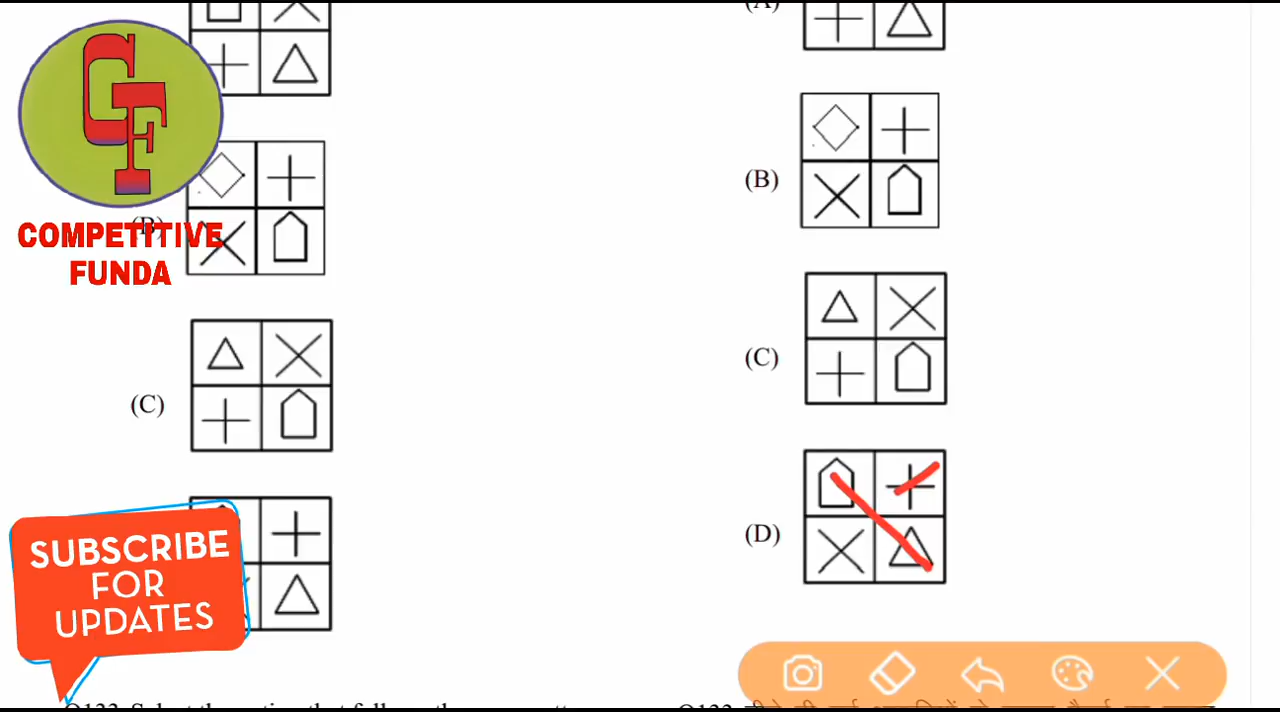 (A)
CF
(B)
(B)
COMPETITIVE
FUNDA
(C)
(C)
SUBSCRIBE
FOR
UPDATES
(D)